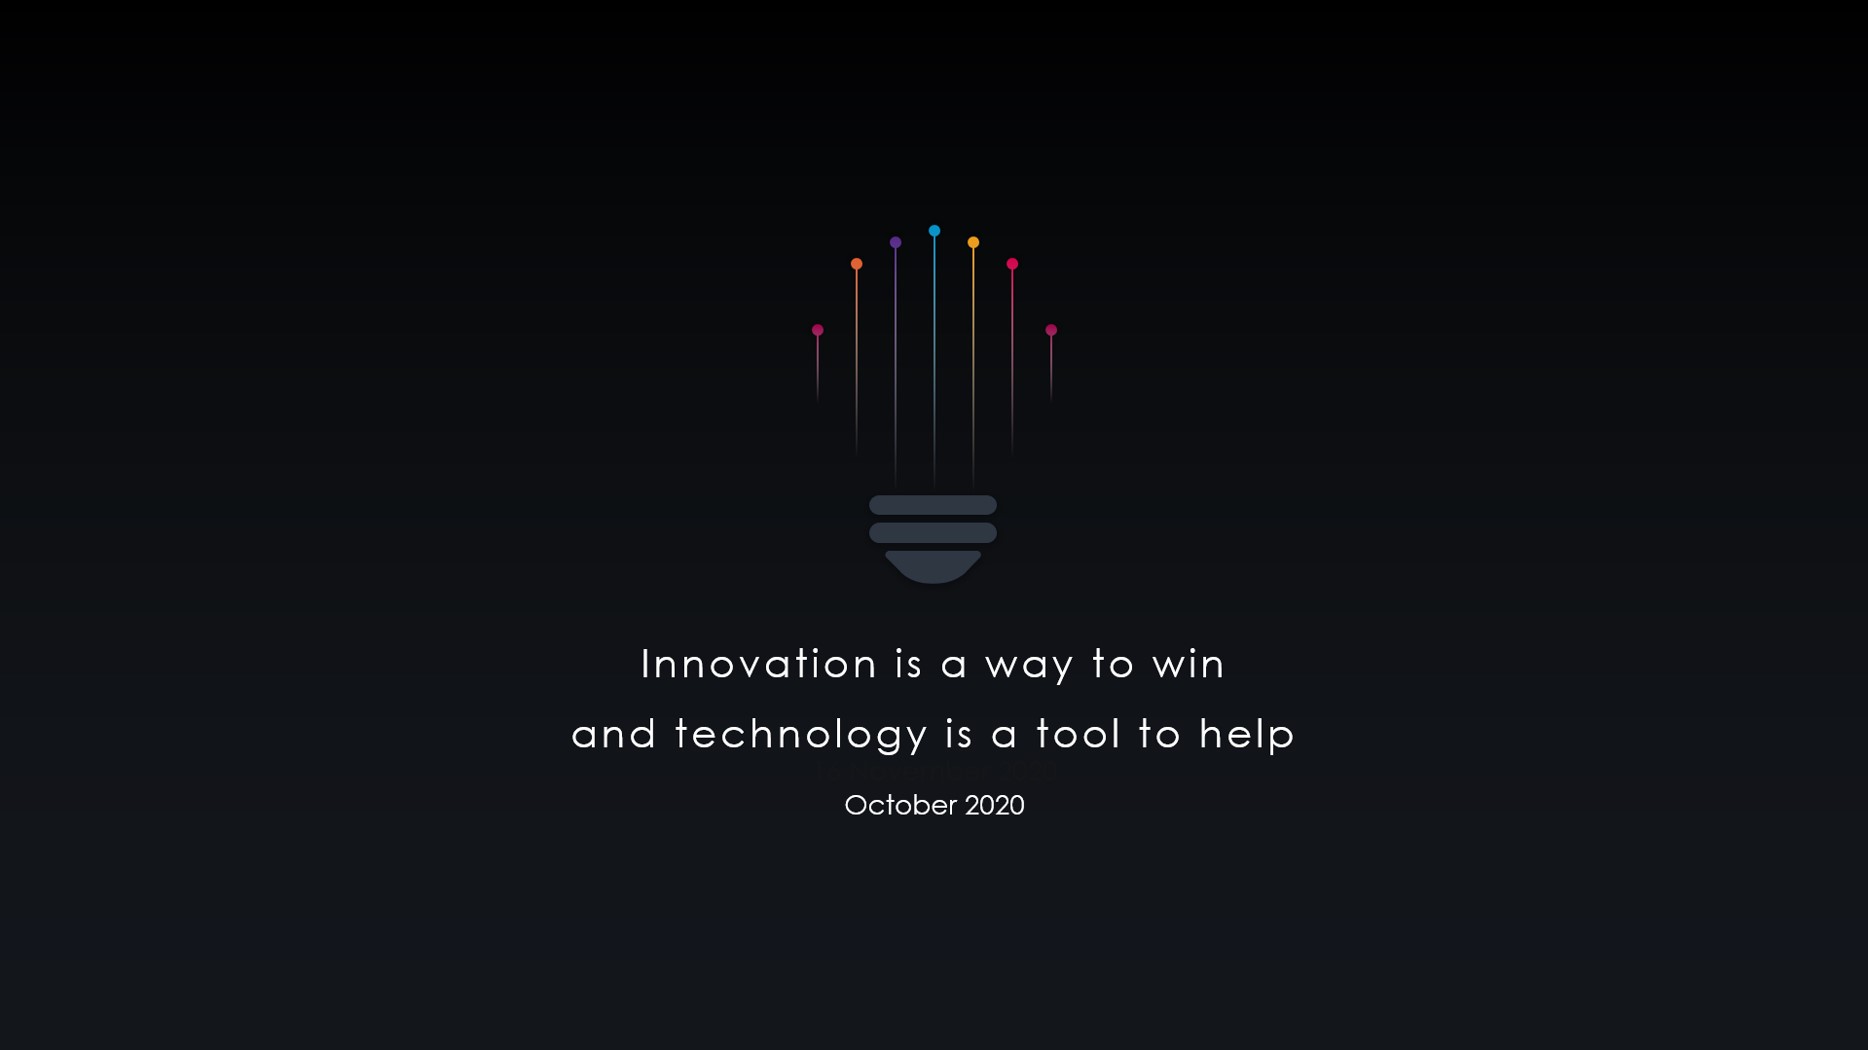 Innovation is a way to win
and technology is a tool to help
October 2020